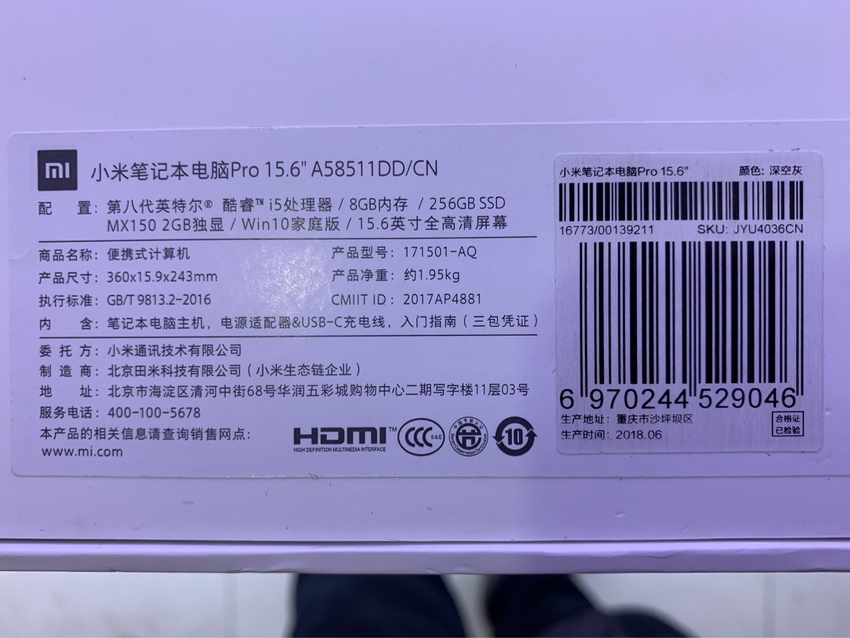 mi
小米笔记本电脑Pro 15.6" A58511DD/CN
配 置：第八代英特尔® 酷睿™ i5处理器 / 8GB内存 / 256GB SSD
MX150 2GB独显 / Win10家庭版 / 15.6英寸全高清屏幕
商品名称：便携式计算机 产品型号：171501-AQ
产品尺寸：360x15.9x243mm 产品净重：约1.95kg
执行标准：GB/T 9813.2-2016 CMIIT ID：2017AP4881
内 含：笔记本电脑主机，电源适配器&USB-C充电线，入门指南（三包凭证）
委 托 方：小米通讯技术有限公司
制 造 商：北京田米科技有限公司（小米生态链企业）
地 址：北京市海淀区清河中街68号华润五彩城购物中心二期写字楼11层03号
服务电话：400-100-5678
本产品的相关信息请查询销售网点：
www.mi.com
HDMI™
HIGH DEFINITION MULTIMEDIA INTERFACE
CCC S&E
10
小米笔记本电脑Pro 15.6" 颜色：深空灰
16773/00139211 SKU: JYU4036CN
6 970244 529046
生产地址：重庆市沙坪坝区
生产时间：2018.06
合格证
已检验